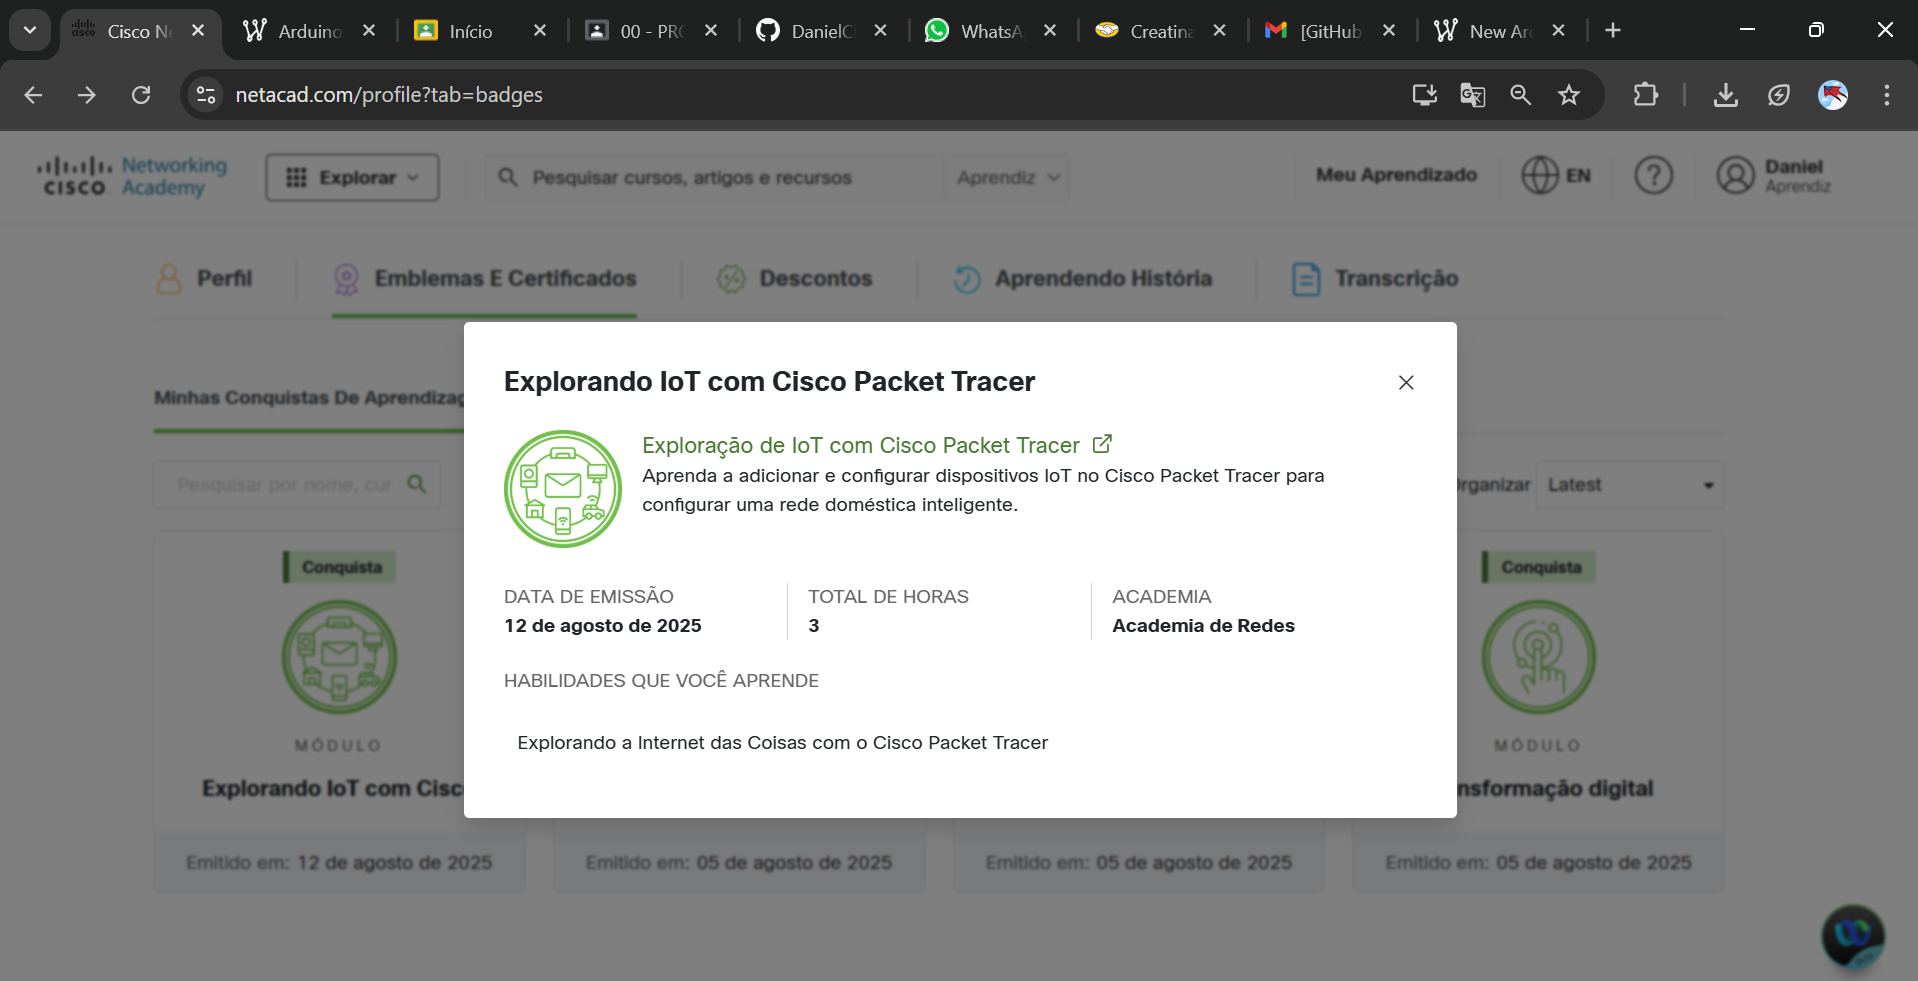 Cisco Ne
Arduino
Início
00 - PRO
DanielC
WhatsA
Creatina
[GitHub
New Ar
netacad.com/profile?tab=badges
CISCO Networking Academy
Explorar
Pesquisar cursos, artigos e recursos
Aprendiz
Meu Aprendizado
EN
Daniel
Aprendiz
Perfil
Emblemas E Certificados
Descontos
Aprendendo História
Transcrição
Minhas Conquistas De Aprendizag
Pesquisar por nome, cur
rganizar
Latest
Explorando IoT com Cisco Packet Tracer
Exploração de IoT com Cisco Packet Tracer
Aprenda a adicionar e configurar dispositivos IoT no Cisco Packet Tracer para
configurar uma rede doméstica inteligente.
DATA DE EMISSÃO
12 de agosto de 2025
TOTAL DE HORAS
3
ACADEMIA
Academia de Redes
HABILIDADES QUE VOCÊ APRENDE
Explorando a Internet das Coisas com o Cisco Packet Tracer
Conquista
MÓDULO
Explorando IoT com Cisc
Emitido em: 12 de agosto de 2025
Emitido em: 05 de agosto de 2025
Emitido em: 05 de agosto de 2025
Conquista
MÓDULO
nsformação digital
Emitido em: 05 de agosto de 2025